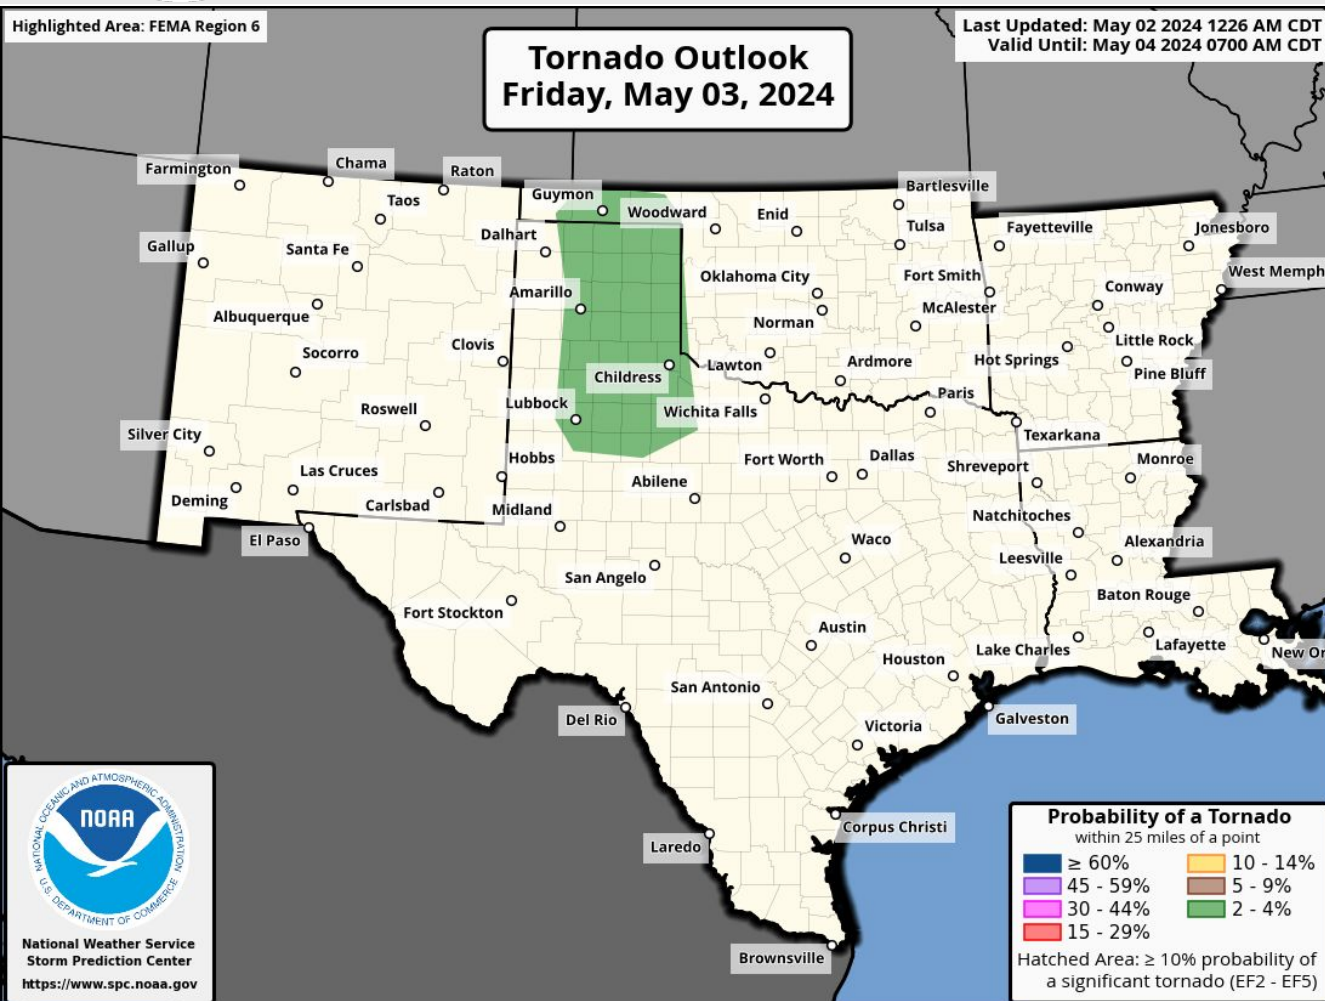 Highlighted Area: FEMA Region 6
Last Updated: May 02 2024 1226 AM CDT
Valid Until: May 04 2024 0700 AM CDT
Tornado Outlook
Friday, May 03, 2024
Farmington
Chama
Raton
Taos
Guymon
Woodward
Enid
Bartlesville
Gallup
Santa Fe
Dalhart
Tulsa
Fayetteville
Jonesboro
Albuquerque
Amarillo
Oklahoma City
Fort Smith
Conway
West Memph
Socorro
Clovis
Norman
McAlester
Little Rock
Childress
Lawton
Ardmore
Hot Springs
Pine Bluff
Roswell
Lubbock
Wichita Falls
Paris
Texarkana
Silver City
Las Cruces
Hobbs
Fort Worth
Dallas
Shreveport
Monroe
Deming
Carlsbad
Midland
Abilene
Natchitoches
El Paso
Waco
Leesville
Alexandria
San Angelo
Fort Stockton
Baton Rouge
Austin
Houston
Lake Charles
Lafayette
New Or
San Antonio
Del Rio
Victoria
Galveston
Laredo
Corpus Christi
Brownsville
NATIONAL OCEANIC AND ATMOSPHERIC ADMINISTRATION
NOAA
U.S. DEPARTMENT OF COMMERCE
National Weather Service
Storm Prediction Center
https://www.spc.noaa.gov
Probability of a Tornado
within 25 miles of a point
≥ 60%
10 - 14%
45 - 59%
5 - 9%
30 - 44%
2 - 4%
15 - 29%
Hatched Area: ≥ 10% probability of
a significant tornado (EF2 - EF5)